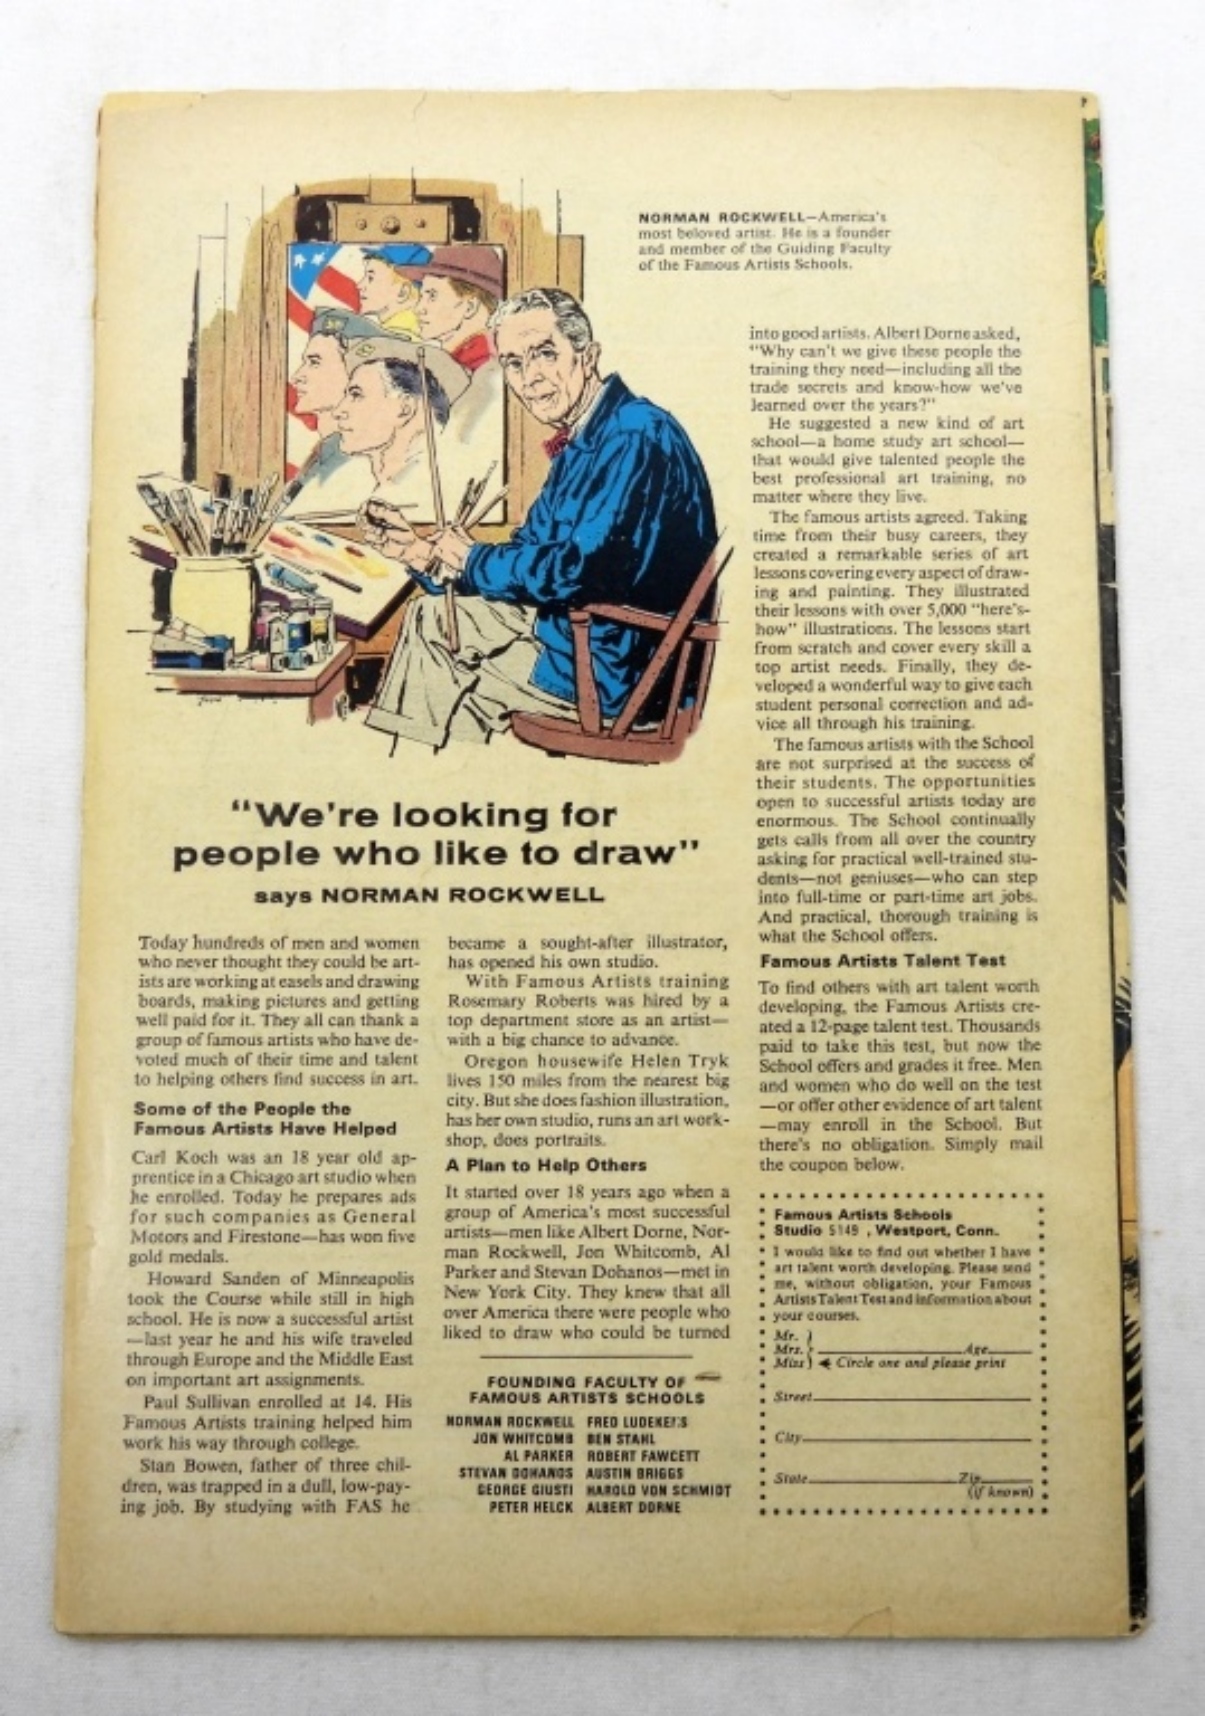 NORMAN ROCKWELL—America's
most beloved artist. He is a founder
and member of the Guiding Faculty
of the Famous Artists Schools.
"We're looking for
people who like to draw"
says NORMAN ROCKWELL
Today hundreds of men and women
who never thought they could be art-
ists are working at easels and drawing
boards, making pictures and getting
well paid for it. They all can thank a
group of famous artists who have de-
voted much of their time and talent
to helping others find success in art.
Some of the People the
Famous Artists Have Helped
Carl Koch was an 18 year old ap-
prentice in a Chicago art studio when
he enrolled. Today he prepares ads
for such companies as General
Motors and Firestone—has won five
gold medals.
Howard Sanden of Minneapolis
took the Course while still in high
school. He is now a successful artist
—last year he and his wife traveled
through Europe and the Middle East
on important art assignments.
Paul Sullivan enrolled at 14. His
Famous Artists training helped him
work his way through college.
Stan Bowen, father of three chil-
dren, was trapped in a dull, low-pay-
ing job. By studying with FAS he
became a sought-after illustrator,
has opened his own studio.
With Famous Artists training
Rosemary Roberts was hired by a
top department store as an artist—
with a big chance to advance.
Oregon housewife Helen Tryk
lives 150 miles from the nearest big
city. But she does fashion illustration,
has her own studio, runs an art work-
shop, does portraits.
A Plan to Help Others
It started over 18 years ago when a
group of America's most successful
artists—men like Albert Dorne, Nor-
man Rockwell, Jon Whitcomb, Al
Parker and Stevan Dohanos—met in
New York City. They knew that all
over America there were people who
liked to draw who could be turned
FOUNDING FACULTY OF
FAMOUS ARTISTS SCHOOLS
NORMAN ROCKWELL FRED LUDEKENS
JON WHITCOMB BEN STAHL
AL PARKER ROBERT FAWCETT
STEVAN DOHANOS AUSTIN BRIGGS
GEORGE GIUSTI HAROLD VON SCHMIDT
PETER HELCK ALBERT DORNE
into good artists. Albert Dorne asked,
"Why can't we give these people the
training they need—including all the
trade secrets and know-how we've
learned over the years?"
He suggested a new kind of art
school—a home study art school—
that would give talented people the
best professional art training, no
matter where they live.
The famous artists agreed. Taking
time from their busy careers, they
created a remarkable series of art
lessons covering every aspect of draw-
ing and painting. They illustrated
their lessons with over 5,000 "here's-
how" illustrations. The lessons start
from scratch and cover every skill a
top artist needs. Finally, they de-
veloped a wonderful way to give each
student personal correction and ad-
vice all through his training.
The famous artists with the School
are not surprised at the success of
their students. The opportunities
open to successful artists today are
enormous. The School continually
gets calls from all over the country
asking for practical well-trained stu-
dents—not geniuses—who can step
into full-time or part-time art jobs.
And practical, thorough training is
what the School offers.
Famous Artists Talent Test
To find others with art talent worth
developing, the Famous Artists cre-
ated a 12-page talent test. Thousands
paid to take this test, but now the
School offers and grades it free. Men
and women who do well on the test
—or offer other evidence of art talent
—may enroll in the School. But
there's no obligation. Simply mail
the coupon below.
Famous Artists Schools
Studio 5149 , Westport, Conn.
I would like to find out whether I have
art talent worth developing. Please send
me, without obligation, your Famous
Artists Talent Test and information about
your courses.
Mr.
Mrs. Age
Miss Circle one and please print
Street
City
State Zip
(if known)